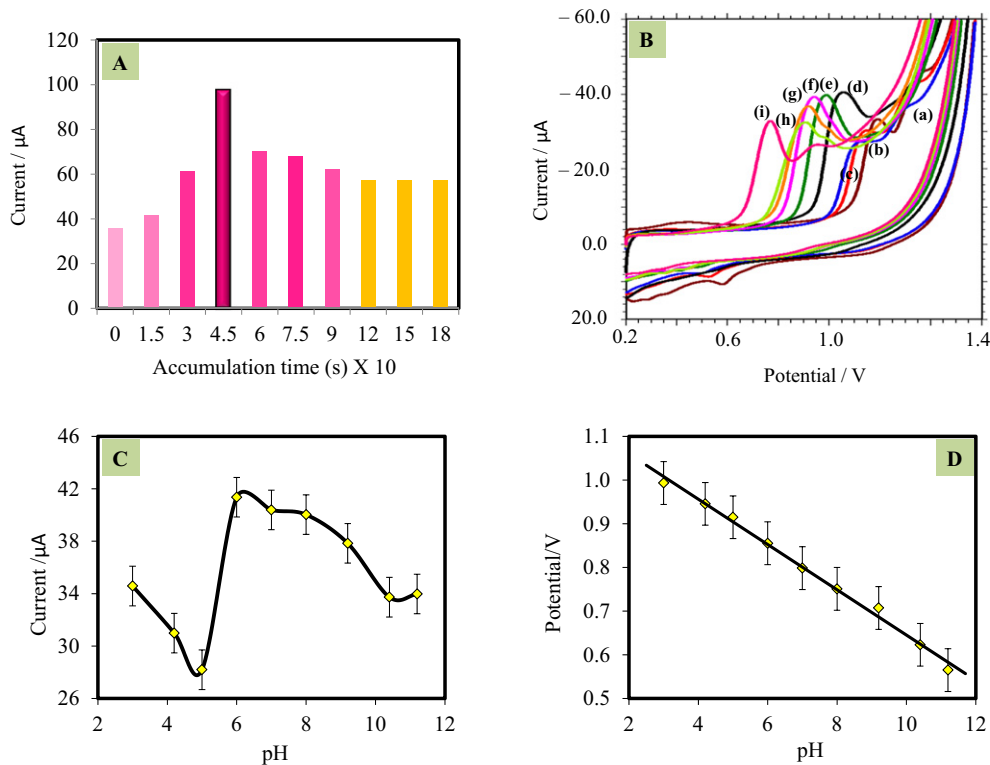 A
120
100
80
60
40
20
0
Current / µA
0 1.5 3 4.5 6 7.5 9 12 15 18
Accumulation time (s) X 10
B
– 60.0
– 40.0
– 20.0
0.0
20.0
Current / µA
(f) (e) (d)
(g)
(i)
(h)
(a)
(b)
(c)
0.2 0.6 1.0 1.4
Potential / V
C
46
42
38
34
30
26
Current /µA
2 4 6 8 10 12
pH
D
1.1
1.0
0.9
0.8
0.7
0.6
0.5
Potential/V
2 4 6 8 10 12
pH